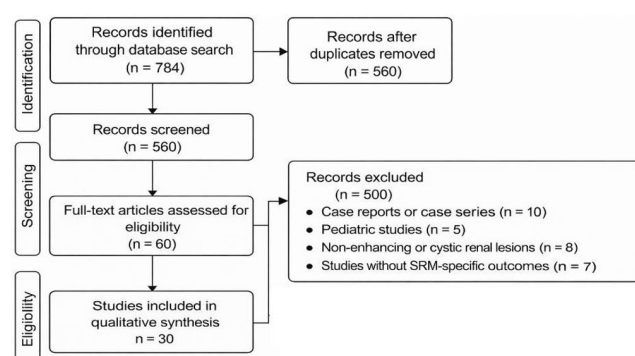 Identification
Records identified
through database search
(n = 784)
Records after
duplicates removed
(n = 560)
Records screened
(n = 560)
Screening
Full-text articles assessed for
eligibility
(n = 60)
Records excluded
(n = 500)
• Case reports or case series (n = 10)
• Pediatric studies (n = 5)
• Non-enhancing or cystic renal lesions (n = 8)
• Studies without SRM-specific outcomes (n = 7)
Eligioliity
Studies included in
qualitative synthesis
n = 30